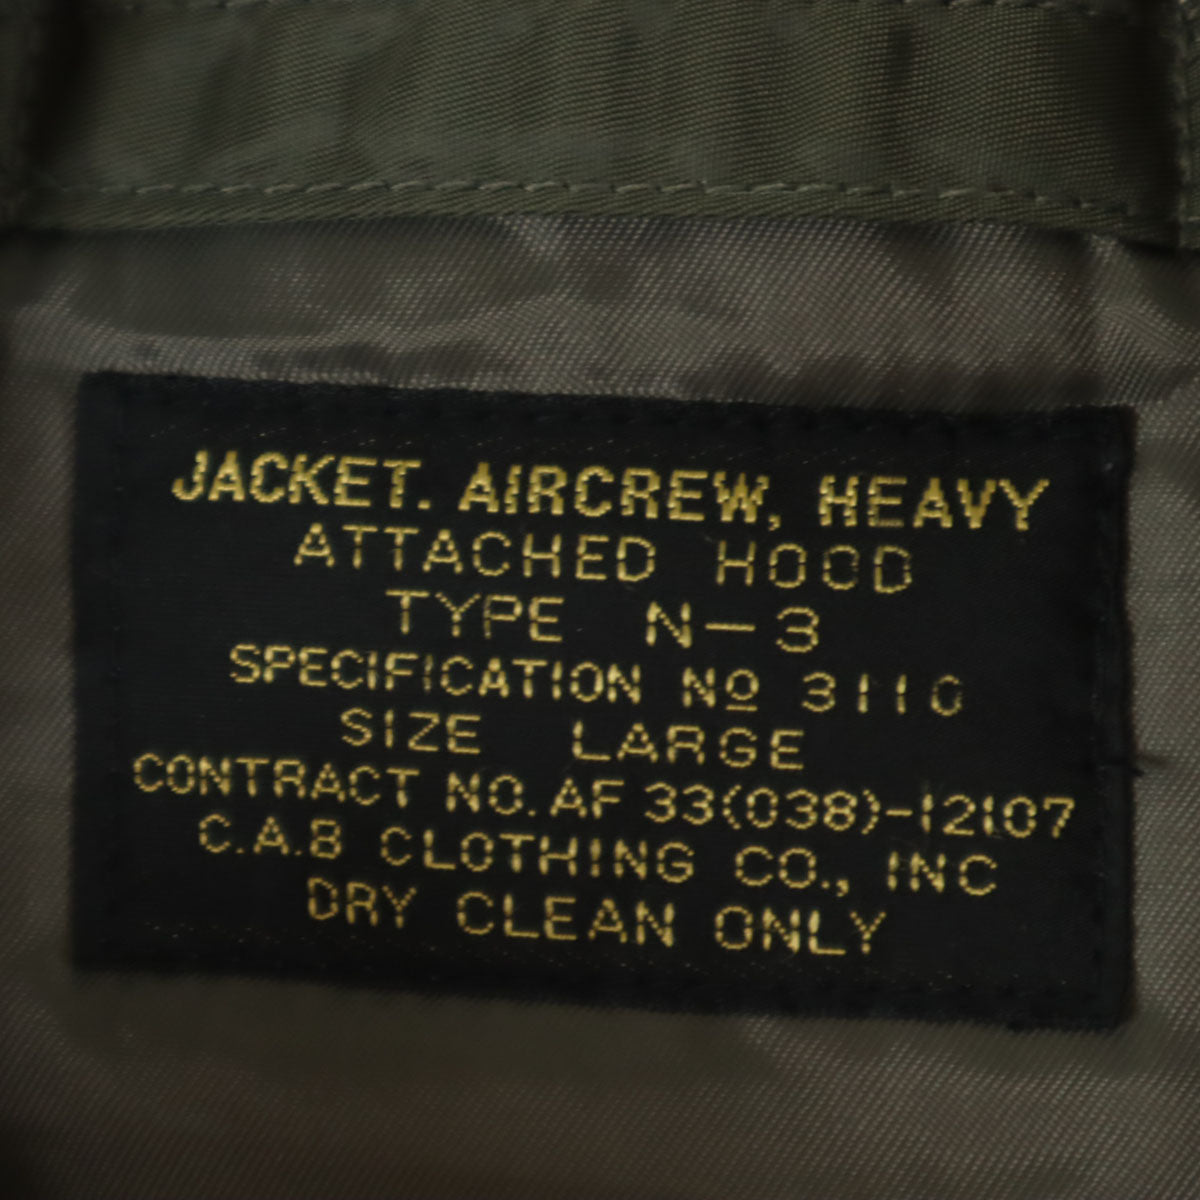 JACKET. AIRCREW, HEAVY
ATTACHED HOOD
TYPE N-3
SPECIFICATION Nº 3110
SIZE LARGE
CONTRACT NO. AF 33(038)-12107
C.A.B CLOTHING CO., INC
DRY CLEAN ONLY